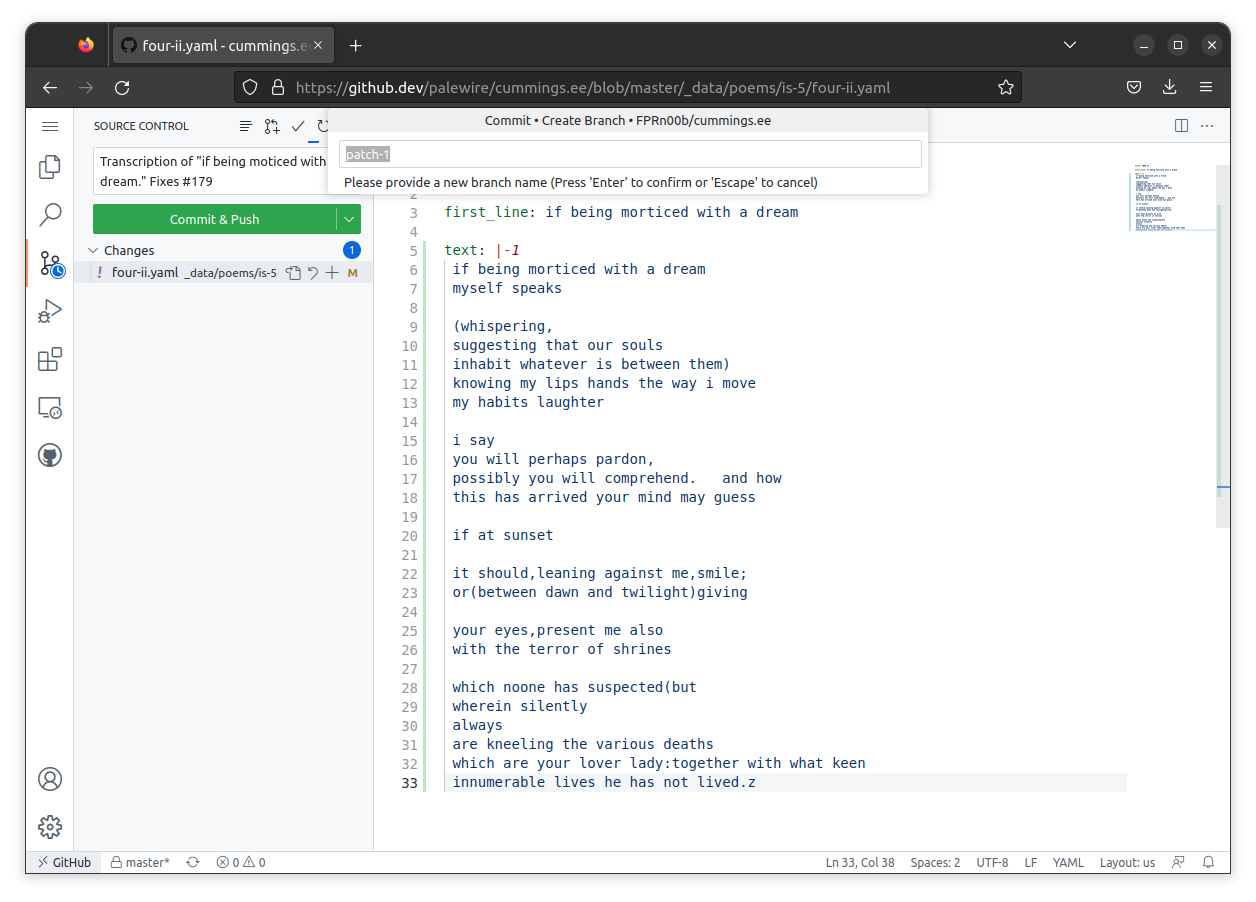 four-ii.yaml - cummings.e
https://github.dev/palewire/cummings.ee/blob/master/_data/poems/is-5/four-ii.yaml
SOURCE CONTROL
Commit • Create Branch • FPRn00b/cummings.ee
patch-1
Please provide a new branch name (Press 'Enter' to confirm or 'Escape' to cancel)
Transcription of "if being moticed with
dream." Fixes #179
Commit & Push
Changes 1
! four-ii.yaml _data/poems/is-5 M
2
3 first_line: if being morticed with a dream
4
5 text: |-1
6 if being morticed with a dream
7 myself speaks
8
9 (whispering,
10 suggesting that our souls
11 inhabit whatever is between them)
12 knowing my lips hands the way i move
13 my habits laughter
14
15 i say
16 you will perhaps pardon,
17 possibly you will comprehend.   and how
18 this has arrived your mind may guess
19
20 if at sunset
21
22 it should,leaning against me,smile;
23 or(between dawn and twilight)giving
24
25 your eyes,present me also
26 with the terror of shrines
27
28 which noone has suspected(but
29 wherein silently
30 always
31 are kneeling the various deaths
32 which are your lover lady:together with what keen
33 innumerable lives he has not lived.z
GitHub master* 0 0 Ln 33, Col 38 Spaces: 2 UTF-8 LF YAML Layout: us